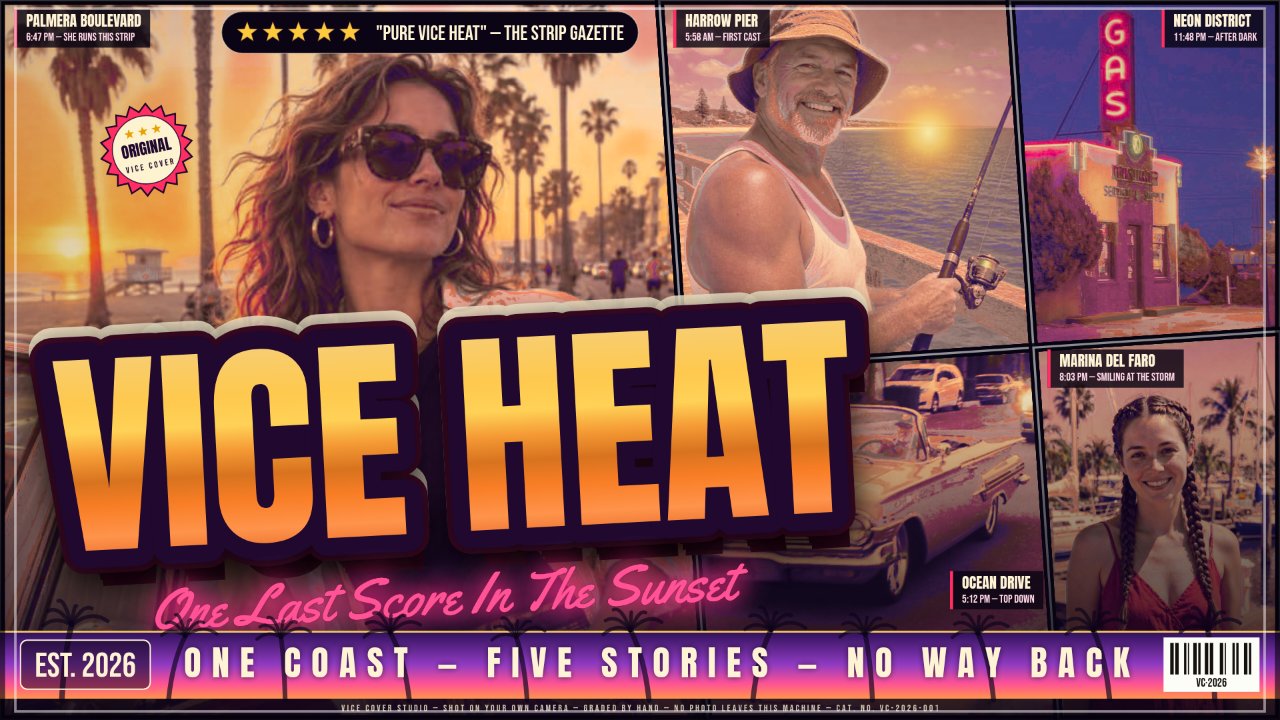 PALMERA BOULEVARD
6:47 PM – SHE RUNS THIS STRIP
"PURE VICE HEAT" – THE STRIP GAZETTE
HARROW PIER
5:58 AM – FIRST CAST
NEON DISTRICT
11:48 PM – AFTER DARK
GAS
ORIGINAL
VICE COVER
VICE HEAT
One Last Score In The Sunset
MARINA DEL FARO
8:03 PM – SMILING AT THE STORM
OCEAN DRIVE
5:12 PM – TOP DOWN
EST. 2026
ONE COAST – FIVE STORIES – NO WAY BACK
VC-2026
VICE COVER STUDIO – SHOT ON YOUR OWN CAMERA – GRADED BY HAND – NO PHOTO LEAVES THIS MACHINE – CAT. NO. VC-2026-001